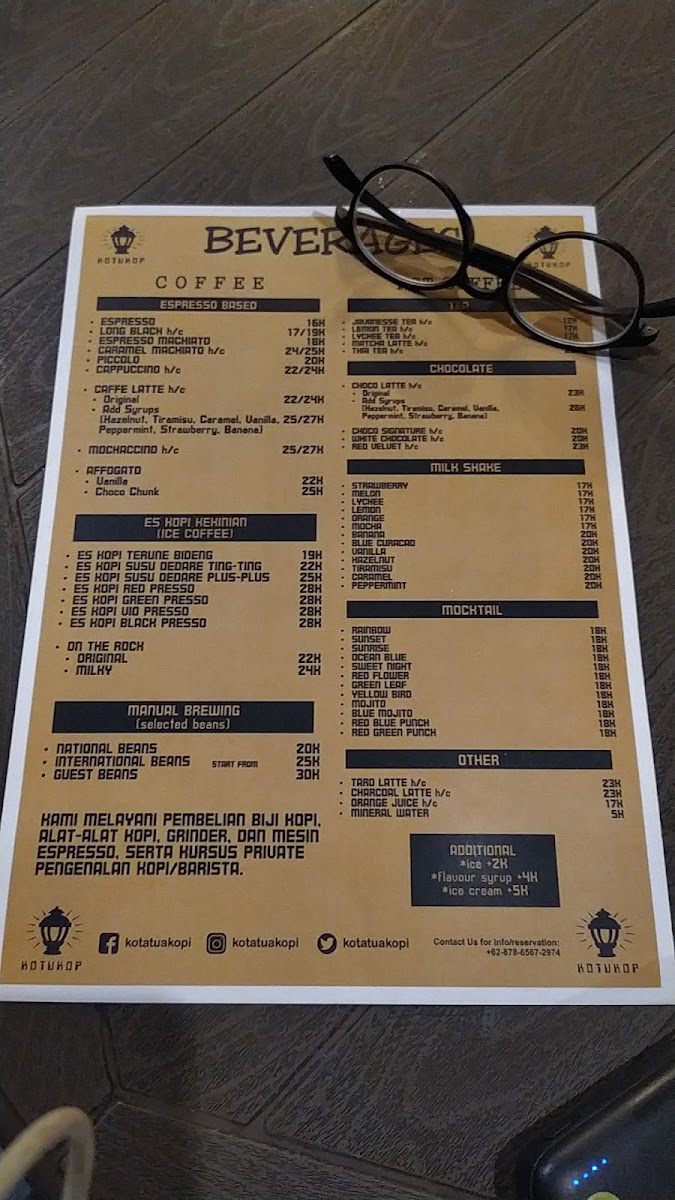 KOTUKOP
BEVERAGES
KOTUKOP
COFFEE
ESPRESSO BASED
· ESPRESSO 16K
· LONG BLACK h/c 17/19K
· ESPRESSO MACHIATO 18K
· CARAMEL MACHIATO h/c 24/25K
· PICCOLO 20K
· CAPPUCCINO h/c 22/24K
· CAFFE LATTE h/c
· Original 22/24K
· Add Syrups
(Hazelnut, Tiramisu, Caramel, Vanilla, 25/27K
Peppermint, Strawberry, Banana)
· MOCHACCINO h/c 25/27K
· AFFOGATO
· Vanilla 22K
· Choco Chunk 25K
ES KOPI KEKINIAN
(ICE COFFEE)
· ES KOPI TERUNE BIDENG 19K
· ES KOPI SUSU DEDARE TING-TING 22K
· ES KOPI SUSU DEDARE PLUS-PLUS 25K
· ES KOPI RED PRESSO 28K
· ES KOPI GREEN PRESSO 28K
· ES KOPI VIO PRESSO 28K
· ES KOPI BLACK PRESSO 28K
· ON THE ROCK
· ORIGINAL 22K
· MILKY 24K
MANUAL BREWING
(selected beans)
· NATIONAL BEANS 20K
· INTERNATIONAL BEANS START FROM 25K
· GUEST BEANS 30K
KAMI MELAYANI PEMBELIAN BIJI KOPI,
ALAT-ALAT KOPI, GRINDER, DAN MESIN
ESPRESSO, SERTA KURSUS PRIVATE
PENGENALAN KOPI/BARISTA.
COFFEE
TEA
· JAVANESSE TEA h/c 12K
· LEMON TEA h/c 17K
· LYCHEE TEA h/c 17K
· MATCHA LATTE h/c
· THAI TEA h/c
CHOCOLATE
· CHOCO LATTE h/c
· Original 23K
· Add Syrups
(Hazelnut, Tiramisu, Caramel, Vanilla, 26K
Peppermint, Strawberry, Banana)
· CHOCO SIGNATURE h/c 20K
· WHITE CHOCOLATE h/c 20K
· RED VELVET h/c 23K
MILK SHAKE
· STRAWBERRY 17K
· MELON 17K
· LYCHEE 17K
· LEMON 17K
· ORANGE 17K
· MOCHA 17K
· BANANA 20K
· BLUE CURACAO 20K
· VANILLA 20K
· HAZELNUT 20K
· TIRAMISU 20K
· CARAMEL 20K
· PEPPERMINT 20K
MOCKTAIL
· RAINBOW 18K
· SUNSET 18K
· SUNRISE 18K
· OCEAN BLUE 18K
· SWEET NIGHT 18K
· RED FLOWER 18K
· GREEN LEAF 18K
· YELLOW BIRD 18K
· MOJITO 18K
· BLUE MOJITO 18K
· RED BLUE PUNCH 18K
· RED GREEN PUNCH 18K
OTHER
· TARO LATTE h/c 23K
· CHARCOAL LATTE h/c 23K
· ORANGE JUICE h/c 17K
· MINERAL WATER 5K
ADDITIONAL
*ice +2K
*flavour syrup +4K
*ice cream +5K
KOTUKOP
kotatuakopi kotatuakopi kotatuakopi
Contact Us for Info/reservation:
+62-878-6567-2974
KOTUKOP